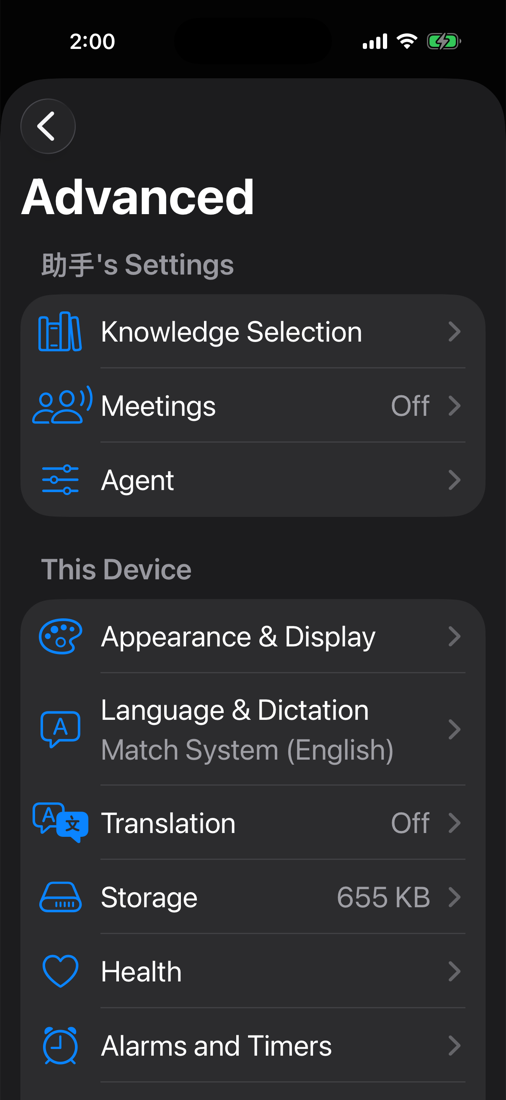 2:00
Advanced
助手's Settings
Knowledge Selection
Meetings Off
Agent
This Device
Appearance & Display
Language & Dictation
Match System (English)
Translation Off
Storage 655 KB
Health
Alarms and Timers